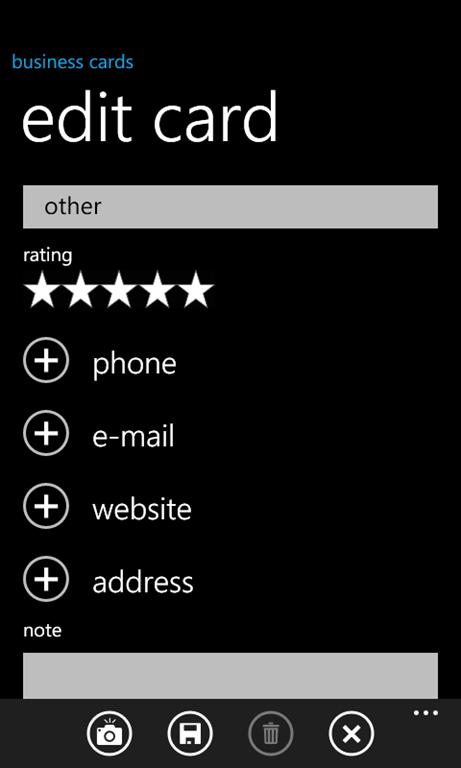 business cards
edit card
other
rating
phone
e-mail
website
address
note